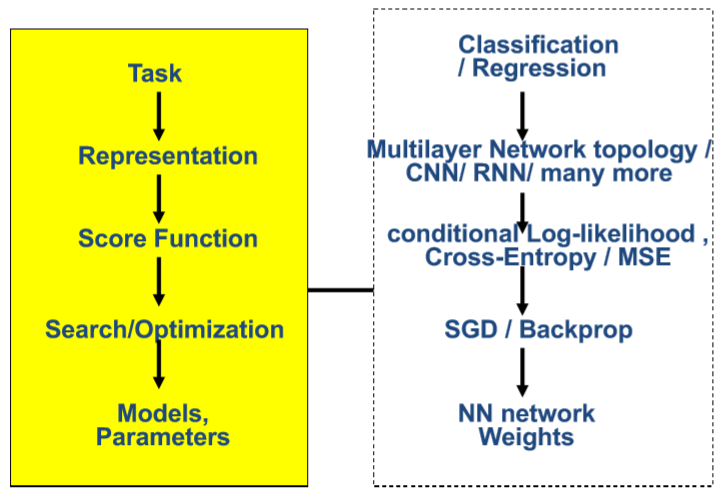 Task
Representation
Score Function
Search/Optimization
Models,
Parameters
Classification
/ Regression
Multilayer Network topology /
CNN/ RNN/ many more
conditional Log-likelihood ,
Cross-Entropy / MSE
SGD / Backprop
NN network
Weights